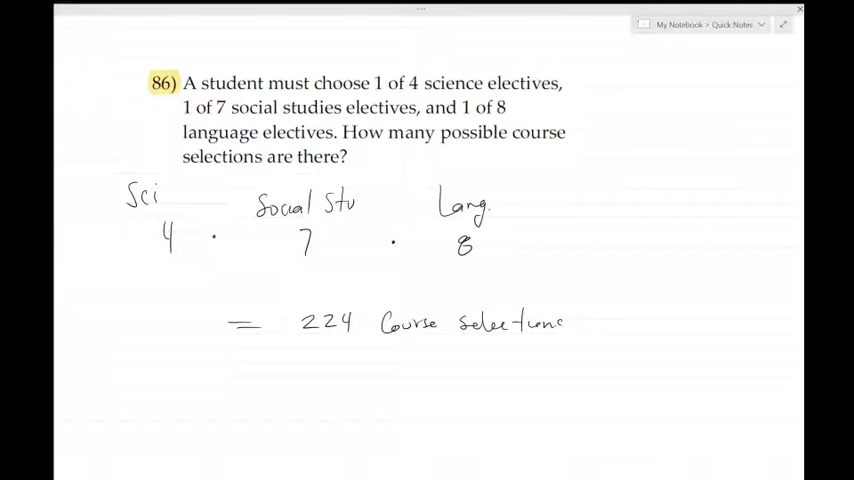 My Notebook > Quick Notes
86) A student must choose 1 of 4 science electives,
1 of 7 social studies electives, and 1 of 8
language electives. How many possible course
selections are there?
Sci Social Stu Lang.
4 · 7 · 8
= 224 Course selections